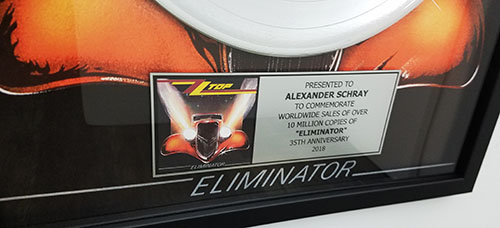 ZZ TOP
ELIMINATOR
PRESENTED TO
ALEXANDER SCHRAY
TO COMMEMORATE
WORLDWIDE SALES OF OVER
10 MILLION COPIES OF
"ELIMINATOR"
35TH ANNIVERSARY
2018
ELIMINATOR